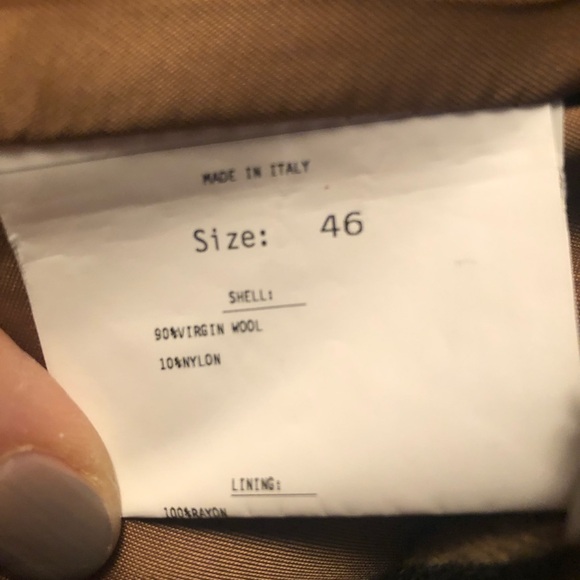 MADE IN ITALY
Size: 46
SHELL:
90%VIRGIN WOOL
10%NYLON
LINING:
100%RAYON